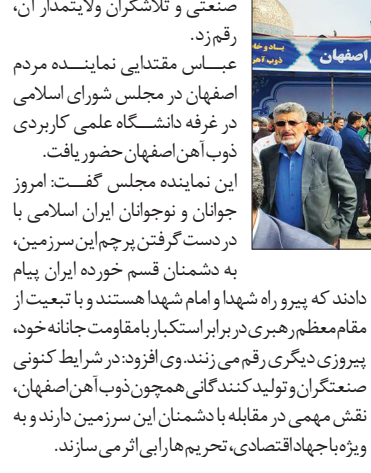 صنعتی و تلاشگران ولایتمدار آن،
رقم زد.
عباس مقتدایی نماینده مردم
اصفهان در مجلس شورای اسلامی
در غرفه دانشگاه علمی کاربردی
ذوب آهن اصفهان حضور یافت.
این نماینده مجلس گفت: امروز
جوانان و نوجوانان ایران اسلامی با
در دست گرفتن پرچم این سرزمین،
به دشمنان قسم خورده ایران پیام
دادند که پیرو راه شهدا و امام شهدا هستند و با تبعیت از
مقام معظم رهبری در برابر استکبار با مقاومت جانانه خود،
پیروزی دیگری رقم می زنند. وی افزود: در شرایط کنونی
صنعتگران و تولیدکنندگانی همچون ذوب آهن اصفهان،
نقش مهمی در مقابله با دشمنان این سرزمین دارند و به
ویژه با جهاد اقتصادی، تحریم ها را بی اثر می سازند.
اصفهان
ذوب آهن